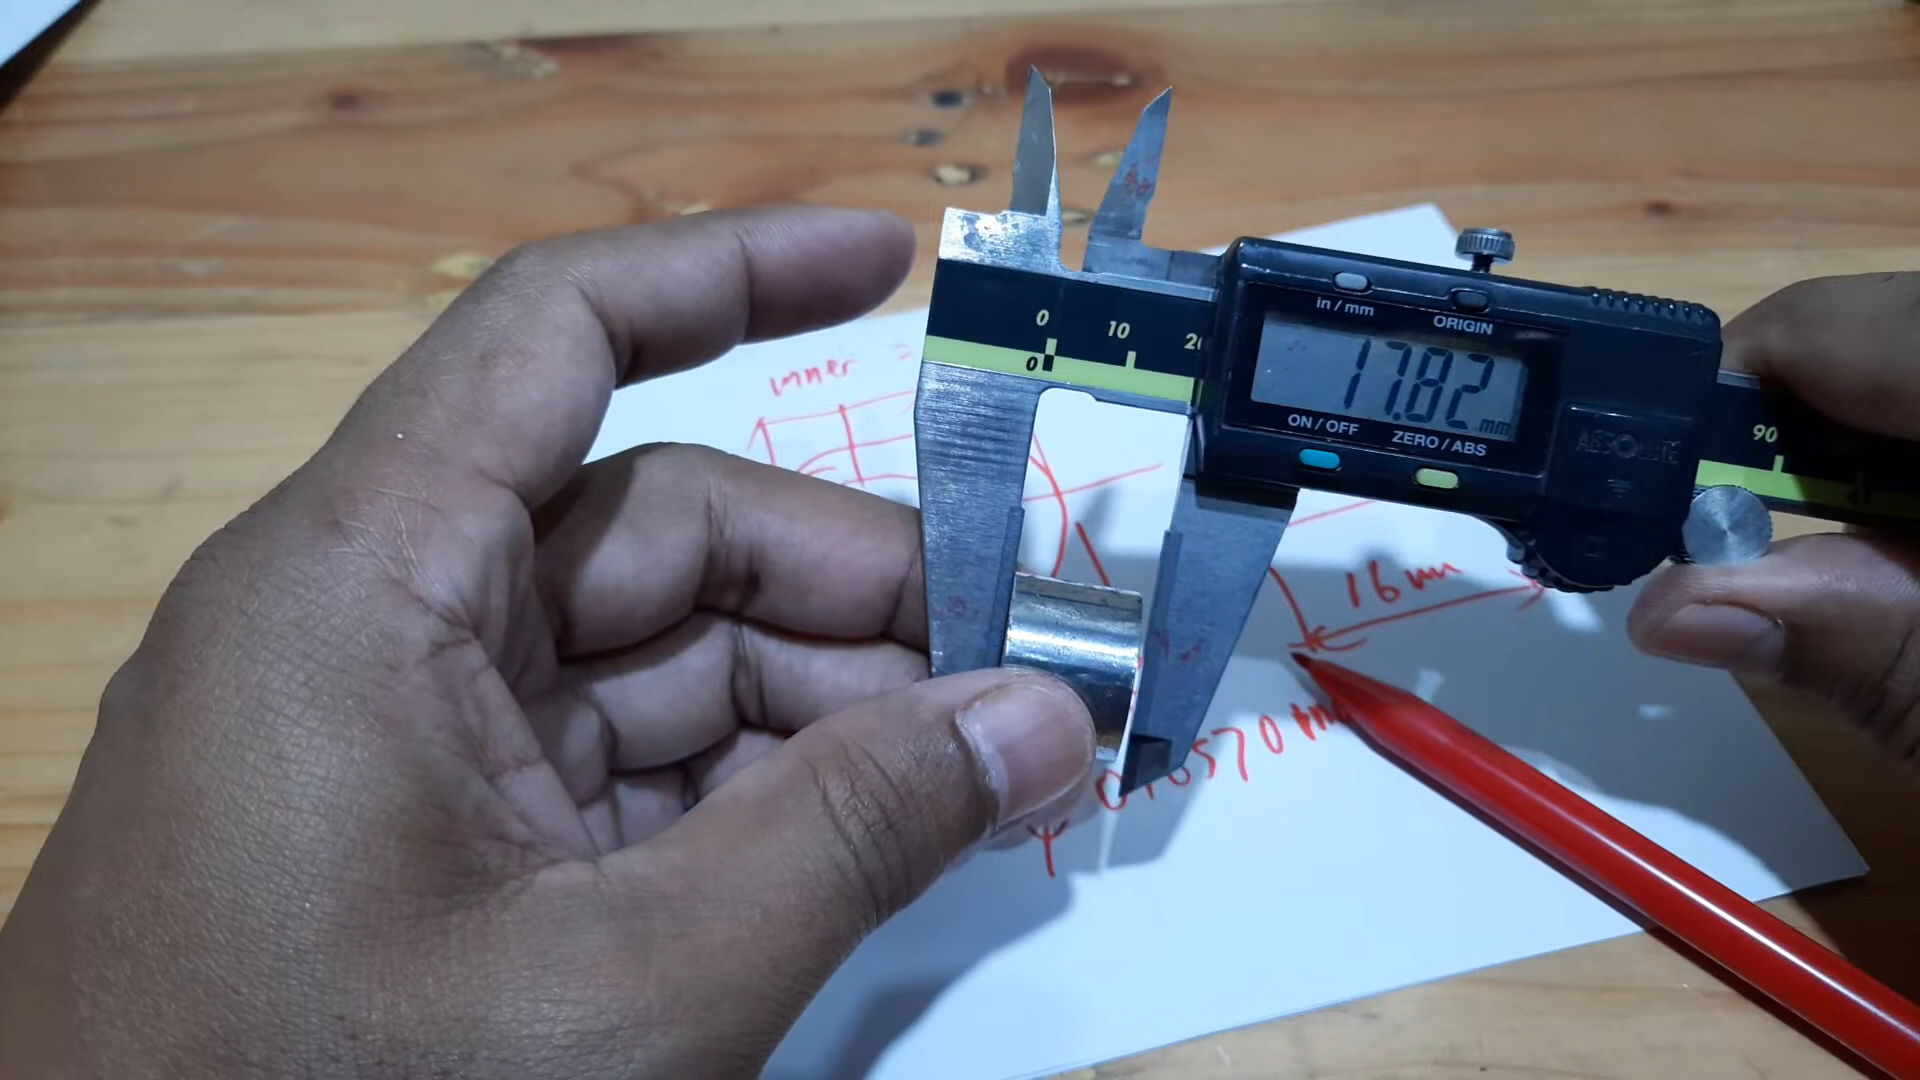 in / mm
ORIGIN
0 10
0
17.82 mm
ON / OFF
ZERO / ABS
ABSOLUTE
90
inner =
16 mm